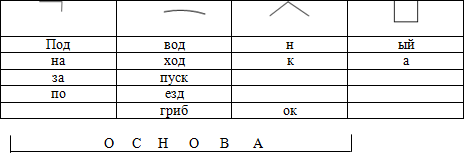 Под вод н ый
на ход к а
за пуск
по езд
гриб ок
О С Н О В А